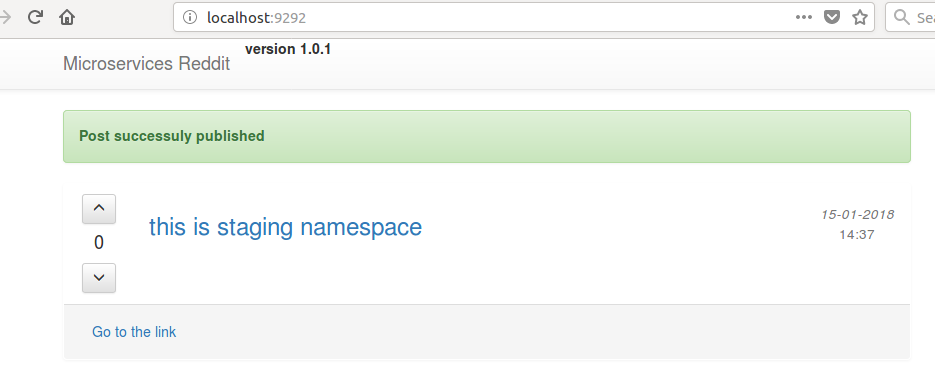 localhost:9292
Sea
Microservices Reddit
version 1.0.1
Post successuly published
this is staging namespace
15-01-2018
0
14:37
Go to the link